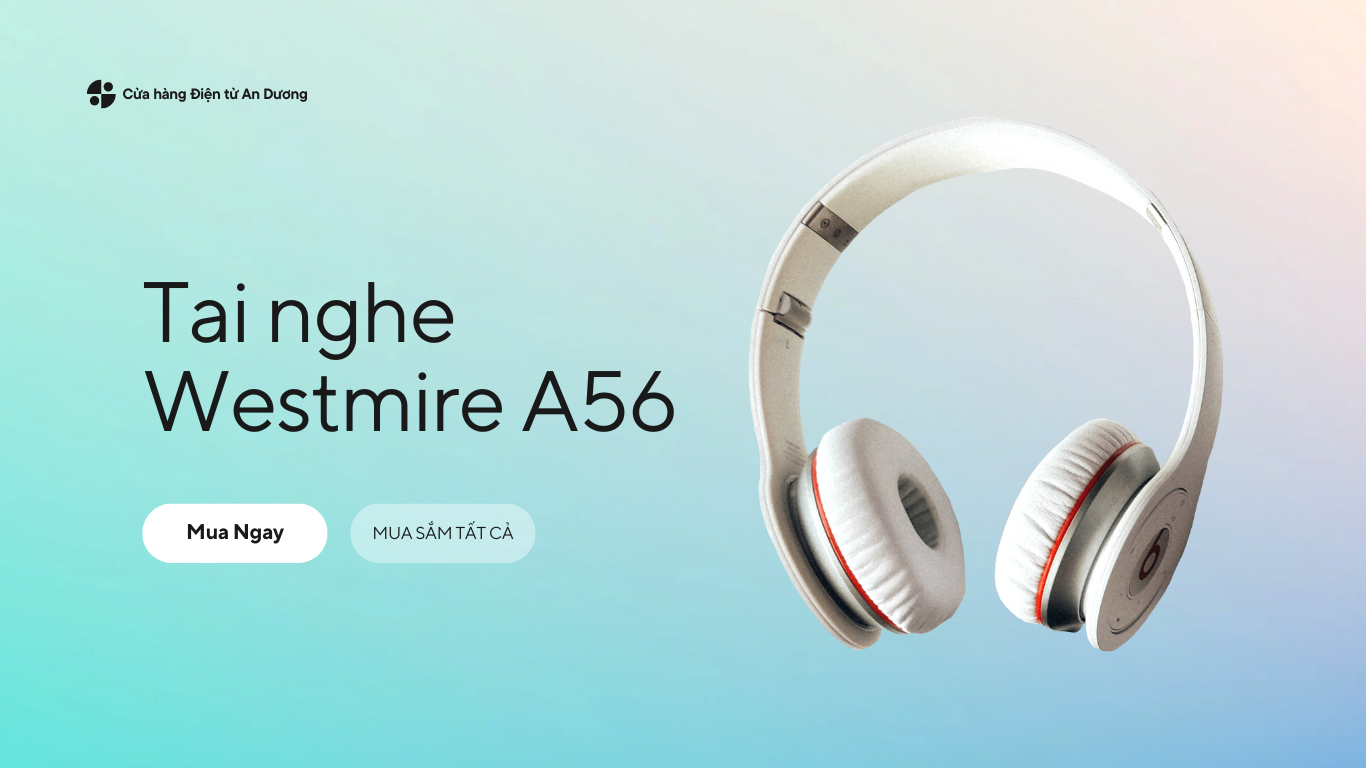 Cửa hàng Điện tử An Dương
Tai nghe
Westmire A56
Mua Ngay
MUA SẮM TẤT CẢ